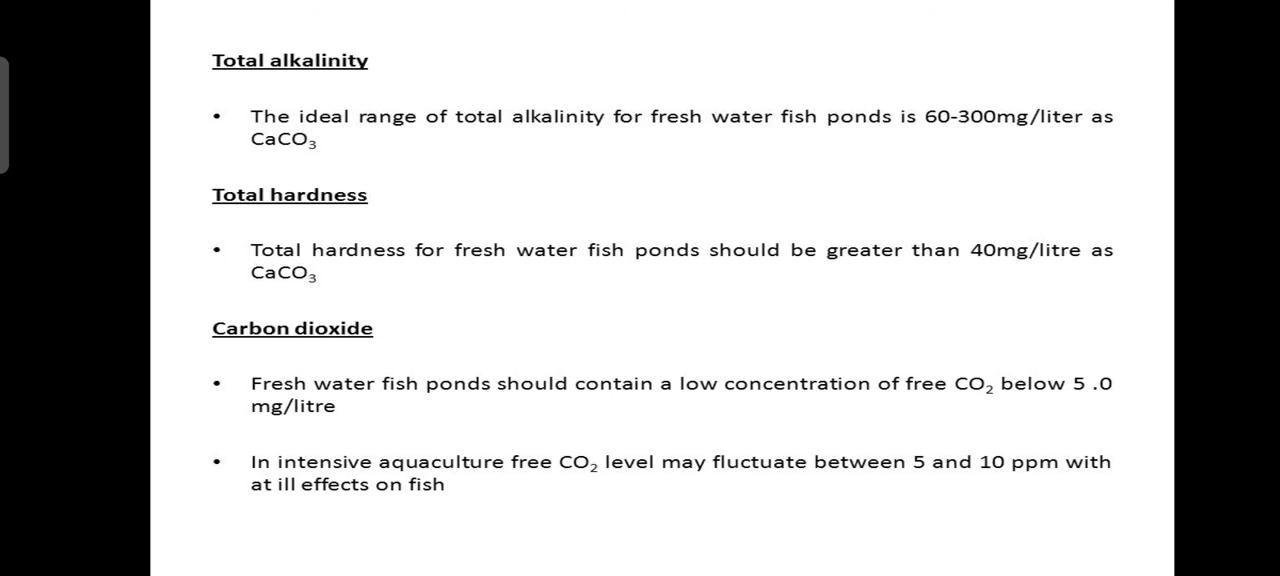 Total alkalinity
• The ideal range of total alkalinity for fresh water fish ponds is 60-300mg/liter as
CaCO₃
Total hardness
• Total hardness for fresh water fish ponds should be greater than 40mg/litre as
CaCO₃
Carbon dioxide
• Fresh water fish ponds should contain a low concentration of free CO₂ below 5 .0
mg/litre
• In intensive aquaculture free CO₂ level may fluctuate between 5 and 10 ppm with
at ill effects on fish